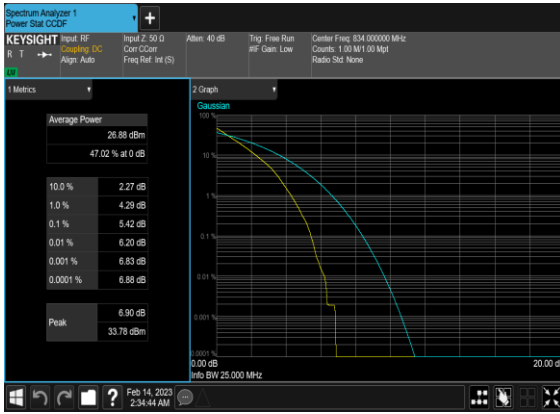 Spectrum Analyzer 1
Power Stat CCDF
+
KEYSIGHT
R T
LV
Input: RF
Coupling: DC
Align: Auto
Input Z: 50 Ω
Corr CCorr
Freq Ref: Int (S)
Atten: 40 dB
Trig: Free Run
#IF Gain: Low
Center Freq: 834.000000 MHz
Counts: 1.00 M/1.00 Mpt
Radio Std: None
1 Metrics
Average Power
26.88 dBm
47.02 % at 0 dB
10.0 % 2.27 dB
1.0 % 4.29 dB
0.1 % 5.42 dB
0.01 % 6.20 dB
0.001 % 6.83 dB
0.0001 % 6.88 dB
Peak
6.90 dB
33.78 dBm
2 Graph
Gaussian
100 %
10 %
1 %
0.1 %
0.01 %
0.001 %
0.0001 %
0.00 dB
20.00 d
Info BW 25.000 MHz
?
Feb 14, 2023
2:34:44 AM